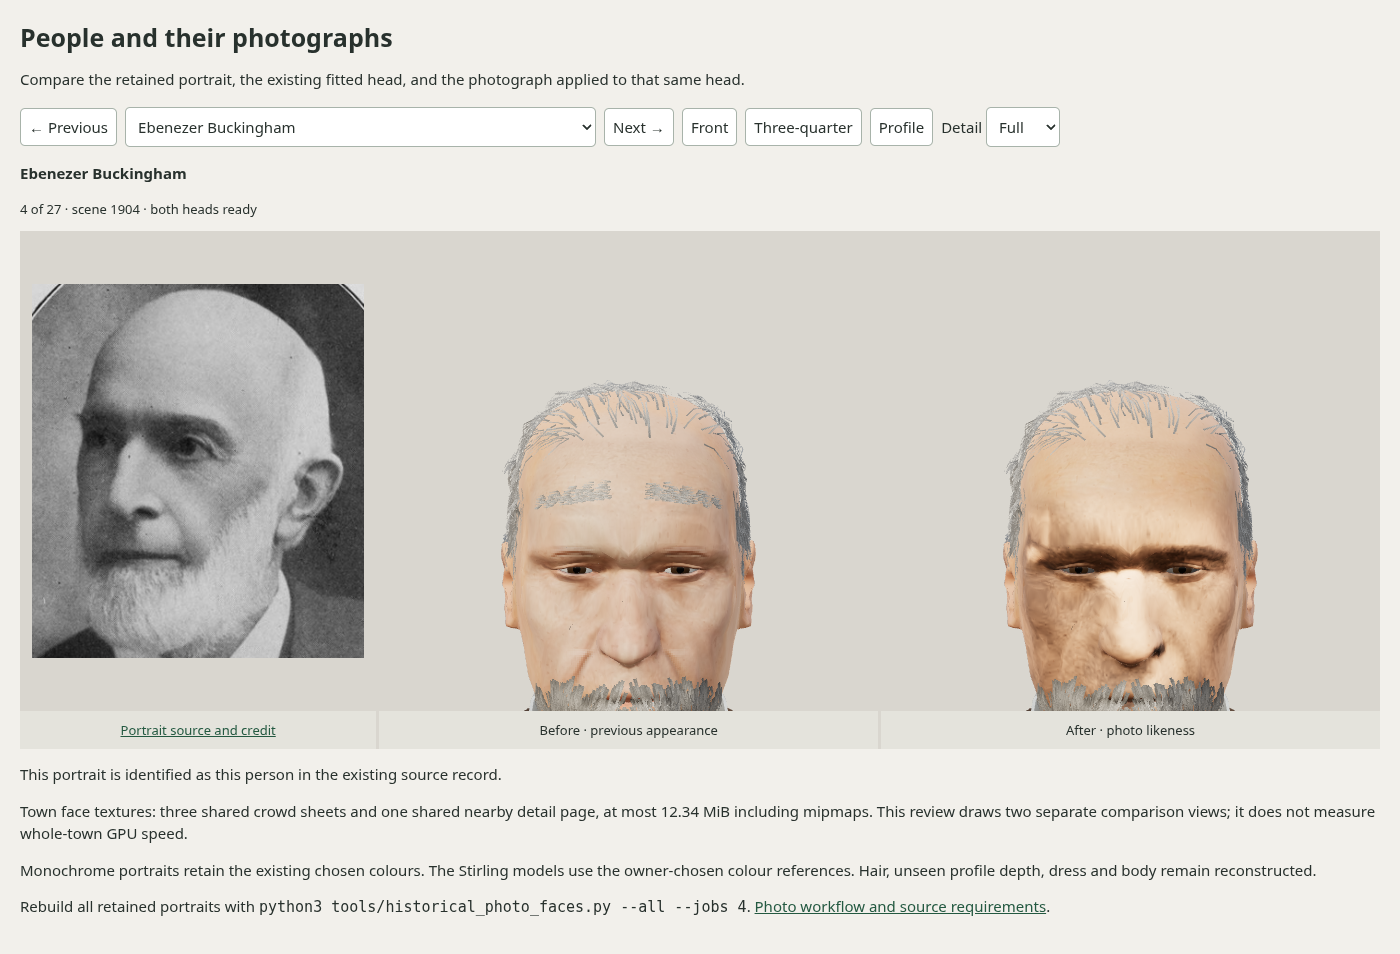 People and their photographs
Compare the retained portrait, the existing fitted head, and the photograph applied to that same head.
← Previous
Ebenezer Buckingham
Next →
Front
Three-quarter
Profile
Detail
Full
Ebenezer Buckingham
4 of 27 · scene 1904 · both heads ready
Portrait source and credit
Before · previous appearance
After · photo likeness
This portrait is identified as this person in the existing source record.
Town face textures: three shared crowd sheets and one shared nearby detail page, at most 12.34 MiB including mipmaps. This review draws two separate comparison views; it does not measure
whole-town GPU speed.
Monochrome portraits retain the existing chosen colours. The Stirling models use the owner-chosen colour references. Hair, unseen profile depth, dress and body remain reconstructed.
Rebuild all retained portraits with python3 tools/historical_photo_faces.py --all --jobs 4. Photo workflow and source requirements.